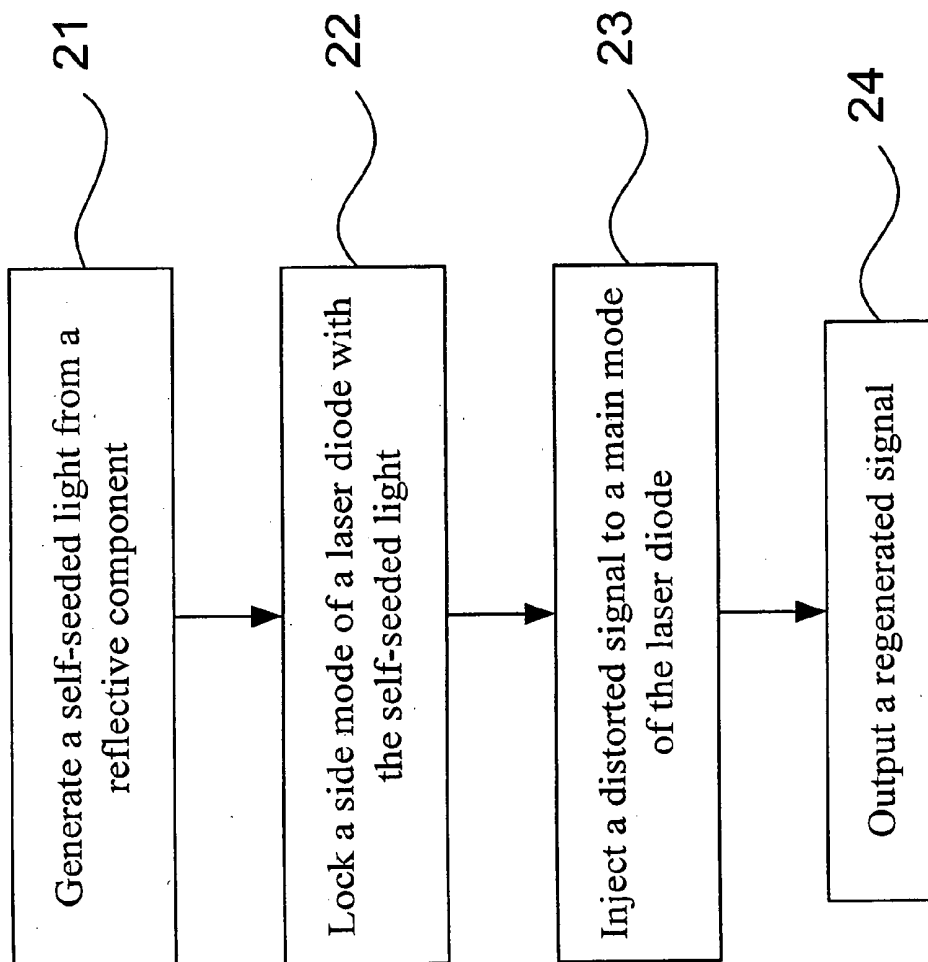 21
Generate a self-seeded light from a
reflective component
22
Lock a side mode of a laser diode with
the self-seeded light
23
Inject a distorted signal to a main mode
of the laser diode
24
Output a regenerated signal